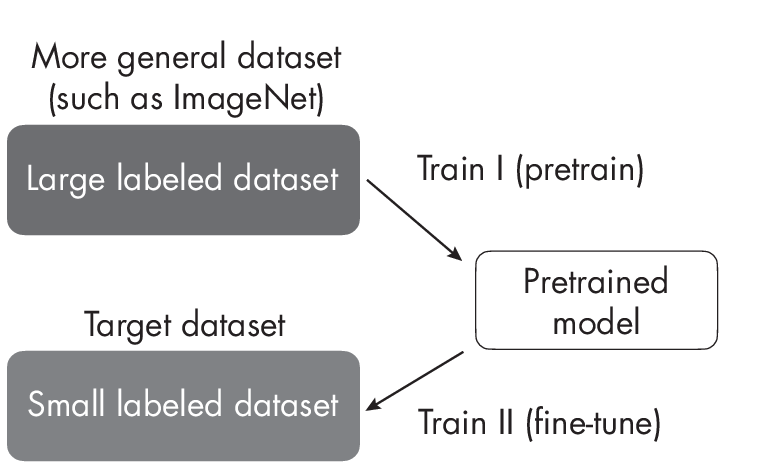 More general dataset
(such as ImageNet)
Large labeled dataset
Train I (pretrain)
Pretrained
model
Target dataset
Small labeled dataset
Train II (fine-tune)